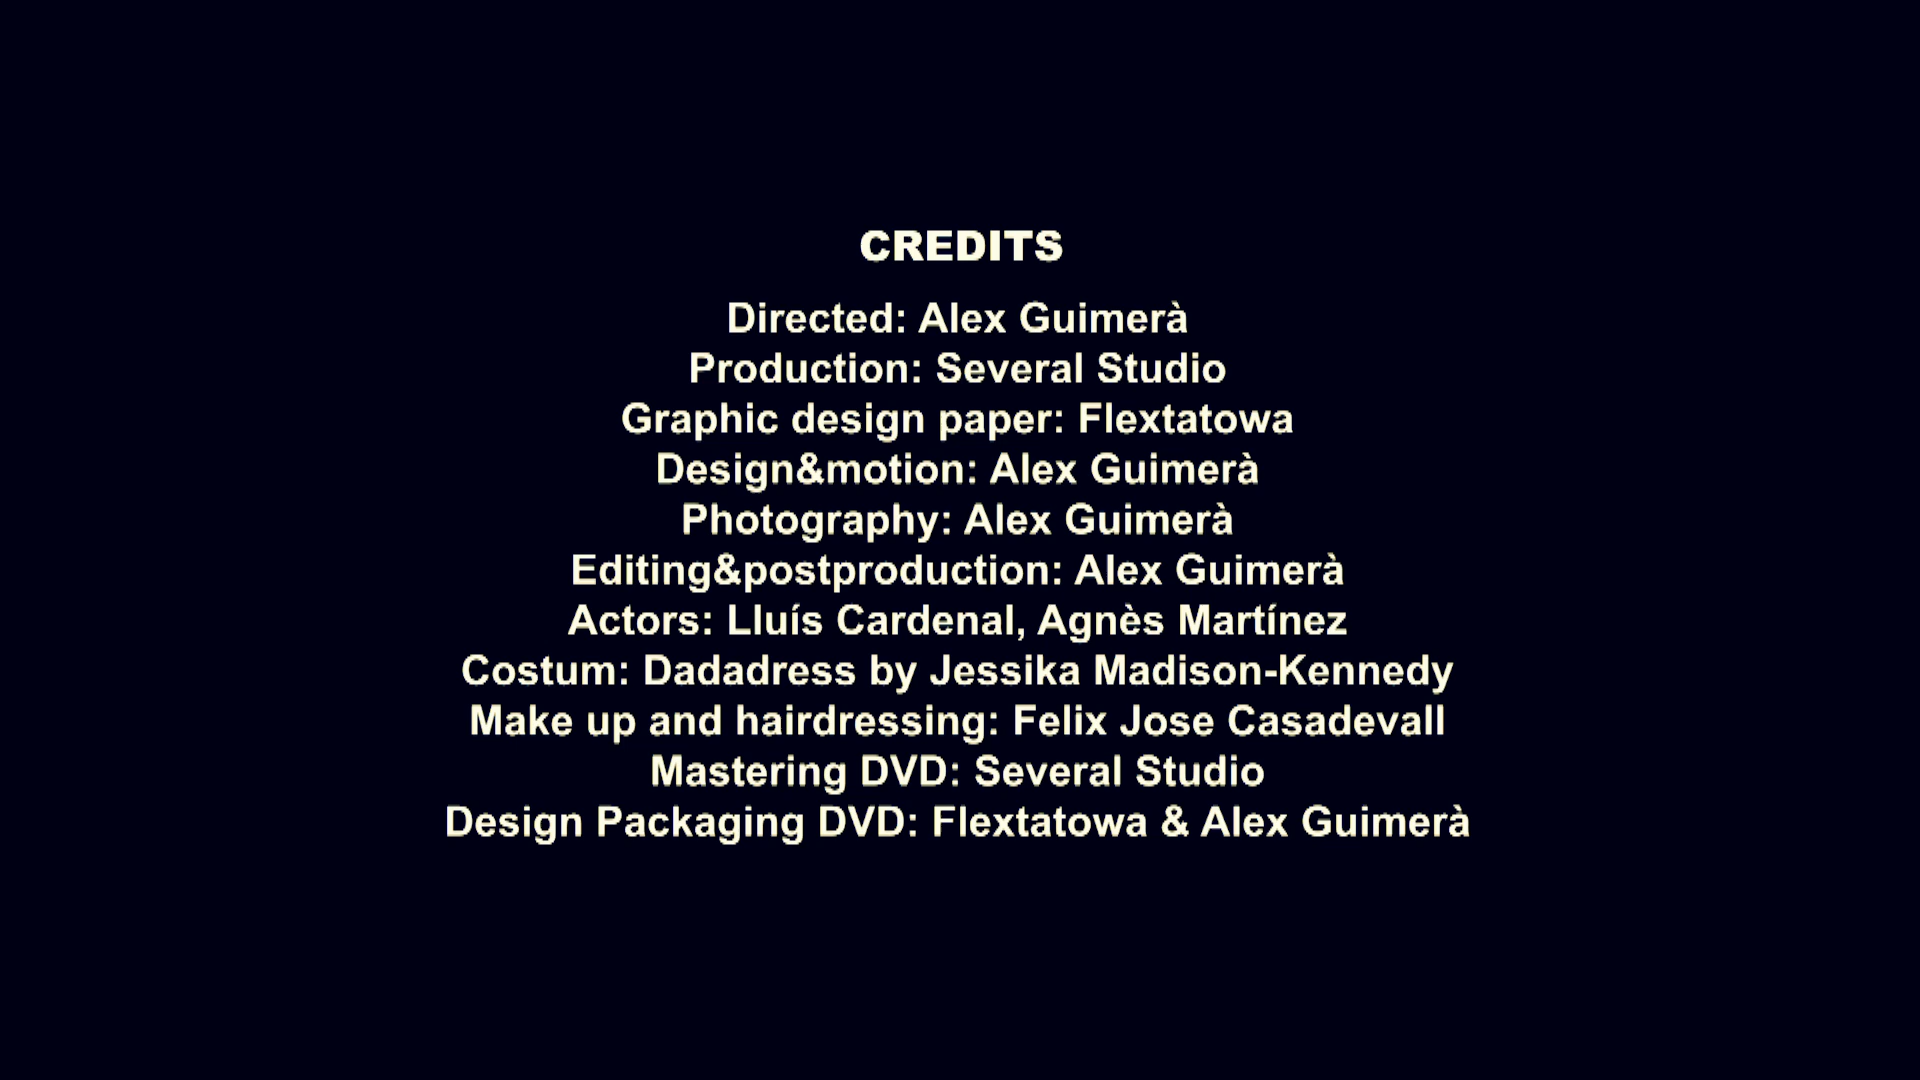 CREDITS
Directed: Alex Guimerà
Production: Several Studio
Graphic design paper: Flextatowa
Design&motion: Alex Guimerà
Photography: Alex Guimerà
Editing&postproduction: Alex Guimerà
Actors: Lluís Cardenal, Agnès Martínez
Costum: Dadadress by Jessika Madison-Kennedy
Make up and hairdressing: Felix Jose Casadevall
Mastering DVD: Several Studio
Design Packaging DVD: Flextatowa & Alex Guimerà